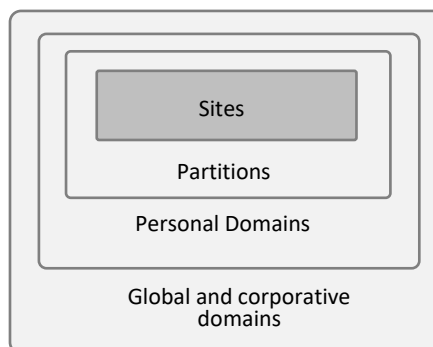 Sites
Partitions
Personal Domains
Global and corporative
domains